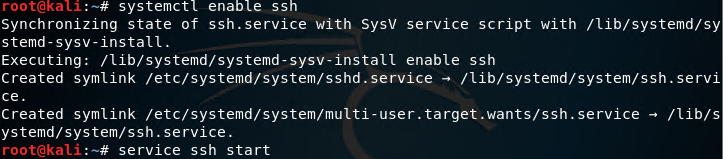 root@kali:~# systemctl enable ssh
Synchronizing state of ssh.service with SysV service script with /lib/systemd/sy
stemd-sysv-install.
Executing: /lib/systemd/systemd-sysv-install enable ssh
Created symlink /etc/systemd/system/sshd.service → /lib/systemd/system/ssh.servi
ce.
Created symlink /etc/systemd/system/multi-user.target.wants/ssh.service → /lib/s
ystemd/system/ssh.service.
root@kali:~# service ssh start